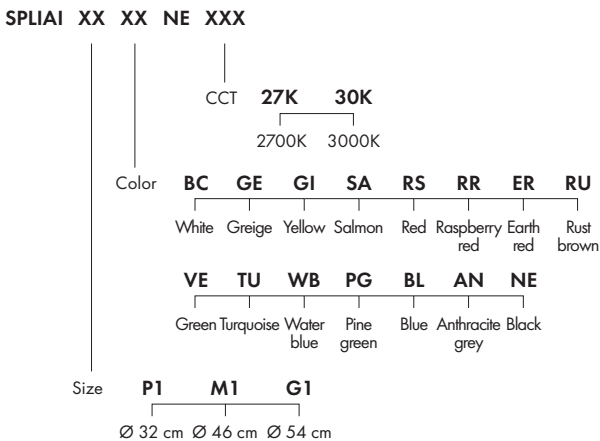 SPLIAI XX XX NE XXX
CCT 27K 30K
2700K 3000K
Color BC GE GI SA RS RR ER RU
White Greige Yellow Salmon Red Raspberry red Earth red Rust brown
VE TU WB PG BL AN NE
Green Turquoise Water blue Pine green Blue Anthracite grey Black
Size P1 M1 G1
Ø 32 cm Ø 46 cm Ø 54 cm